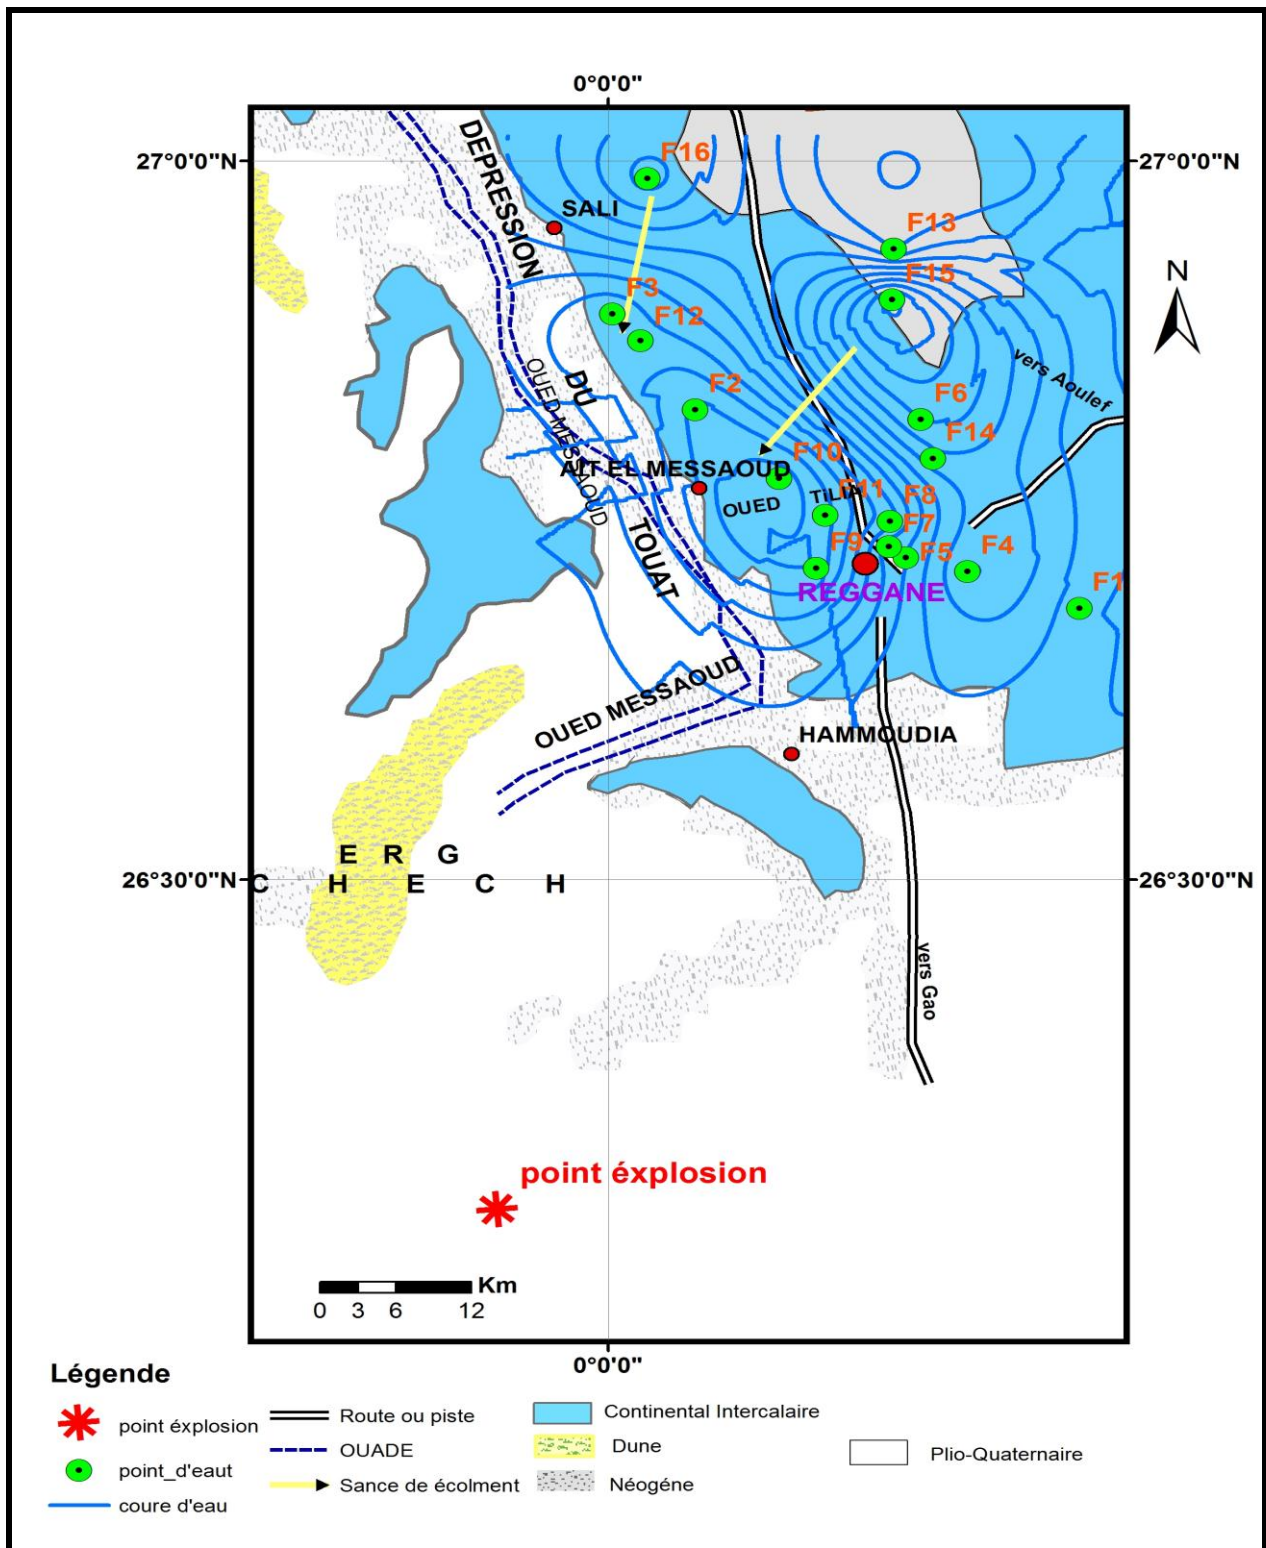 0°0'0"
27°0'0"N
27°0'0"N
DEPRESSION
F16
SALI
F13
N
F15
F3
F12
vers Aoulef
DU
OUED MESSAOUD
F2
F6
F14
AIT EL MESSAOUD
F10
OUED TiLIA
F11
F8
F7
TOUAT
F9
F5
F4
REGGANE
F1
OUED MESSAOUD
HAMMOUDIA
E R G
26°30'0"N
C H E C H
26°30'0"N
vers Gao
point éxplosion
Km
0 3 6 12
0°0'0"
Légende
point éxplosion
Route ou piste
Continental Intercalaire
OUADE
Dune
Plio-Quaternaire
point_d'eaut
Sance de écolment
Néogéne
coure d'eau